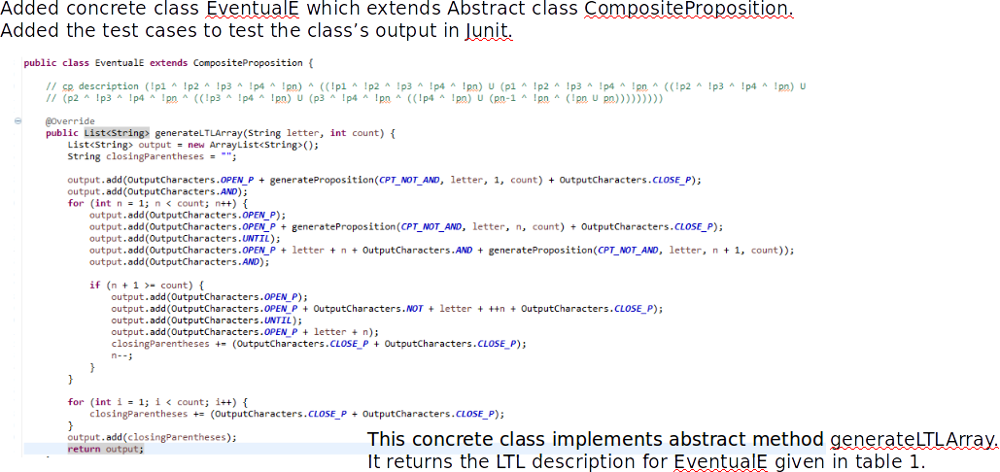 Added concrete class EventualE which extends Abstract class CompositeProposition.
Added the test cases to test the class's output in Junit.
public class EventualE extends CompositeProposition {
// cp description (!p1 ^ !p2 ^ !p3 ^ !p4 ^ !pn) ^ ((!p1 ^ !p2 ^ !p3 ^ !p4 ^ !pn) U (p1 ^ !p2 ^ !p3 ^ !p4 ^ !pn ^ ((!p2 ^ !p3 ^ !p4 ^ !pn) U
// (p2 ^ !p3 ^ !p4 ^ !pn ^ ((!p3 ^ !p4 ^ !pn) U (p3 ^ !p4 ^ !pn ^ ((!p4 ^ !pn) U (pn-1 ^ !pn ^ (!pn U pn)))))))))
@Override
public List<String> generateLTLArray(String letter, int count) {
List<String> output = new ArrayList<String>();
String closingParentheses = "";
output.add(OutputCharacters.OPEN_P + generateProposition(CPT_NOT_AND, letter, 1, count) + OutputCharacters.CLOSE_P);
output.add(OutputCharacters.AND);
for (int n = 1; n < count; n++) {
output.add(OutputCharacters.OPEN_P);
output.add(OutputCharacters.OPEN_P + generateProposition(CPT_NOT_AND, letter, n, count) + OutputCharacters.CLOSE_P);
output.add(OutputCharacters.UNTIL);
output.add(OutputCharacters.OPEN_P + letter + n + OutputCharacters.AND + generateProposition(CPT_NOT_AND, letter, n + 1, count));
output.add(OutputCharacters.AND);
if (n + 1 >= count) {
output.add(OutputCharacters.OPEN_P);
output.add(OutputCharacters.OPEN_P + OutputCharacters.NOT + letter + ++n + OutputCharacters.CLOSE_P);
output.add(OutputCharacters.UNTIL);
output.add(OutputCharacters.OPEN_P + letter + n);
closingParentheses += (OutputCharacters.CLOSE_P + OutputCharacters.CLOSE_P);
n--;
}
}
for (int i = 1; i < count; i++) {
closingParentheses += (OutputCharacters.CLOSE_P + OutputCharacters.CLOSE_P);
}
output.add(closingParentheses);
return output;
This concrete class implements abstract method generateLTLArray.
It returns the LTL description for EventualE given in table 1.